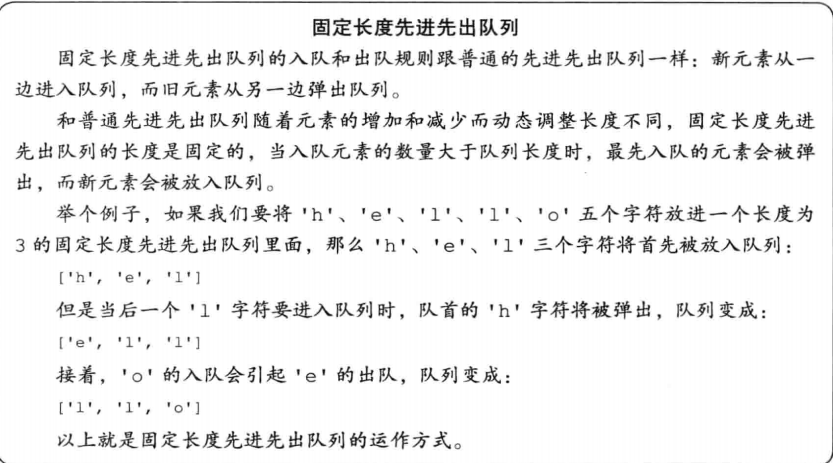 固定长度先进先出队列
固定长度先进先出队列的入队和出队规则跟普通的先进先出队列一样：新元素从一
边进入队列，而旧元素从另一边弹出队列。
和普通先进先出队列随着元素的增加和减少而动态调整长度不同，固定长度先进
先出队列的长度是固定的，当入队元素的数量大于队列长度时，最先入队的元素会被弹
出，而新元素会被放入队列。
举个例子，如果我们要将'h'、'e'、'l'、'l'、'o'五个字符放进一个长度为
3的固定长度先进先出队列里面，那么'h'、'e'、'l'三个字符将首先被放入队列：
['h', 'e', 'l']
但是当后一个'l'字符要进入队列时，队首的'h'字符将被弹出，队列变成：
['e', 'l', 'l']
接着，'o'的入队会引起'e'的出队，队列变成：
['l', 'l', 'o']
以上就是固定长度先进先出队列的运作方式。